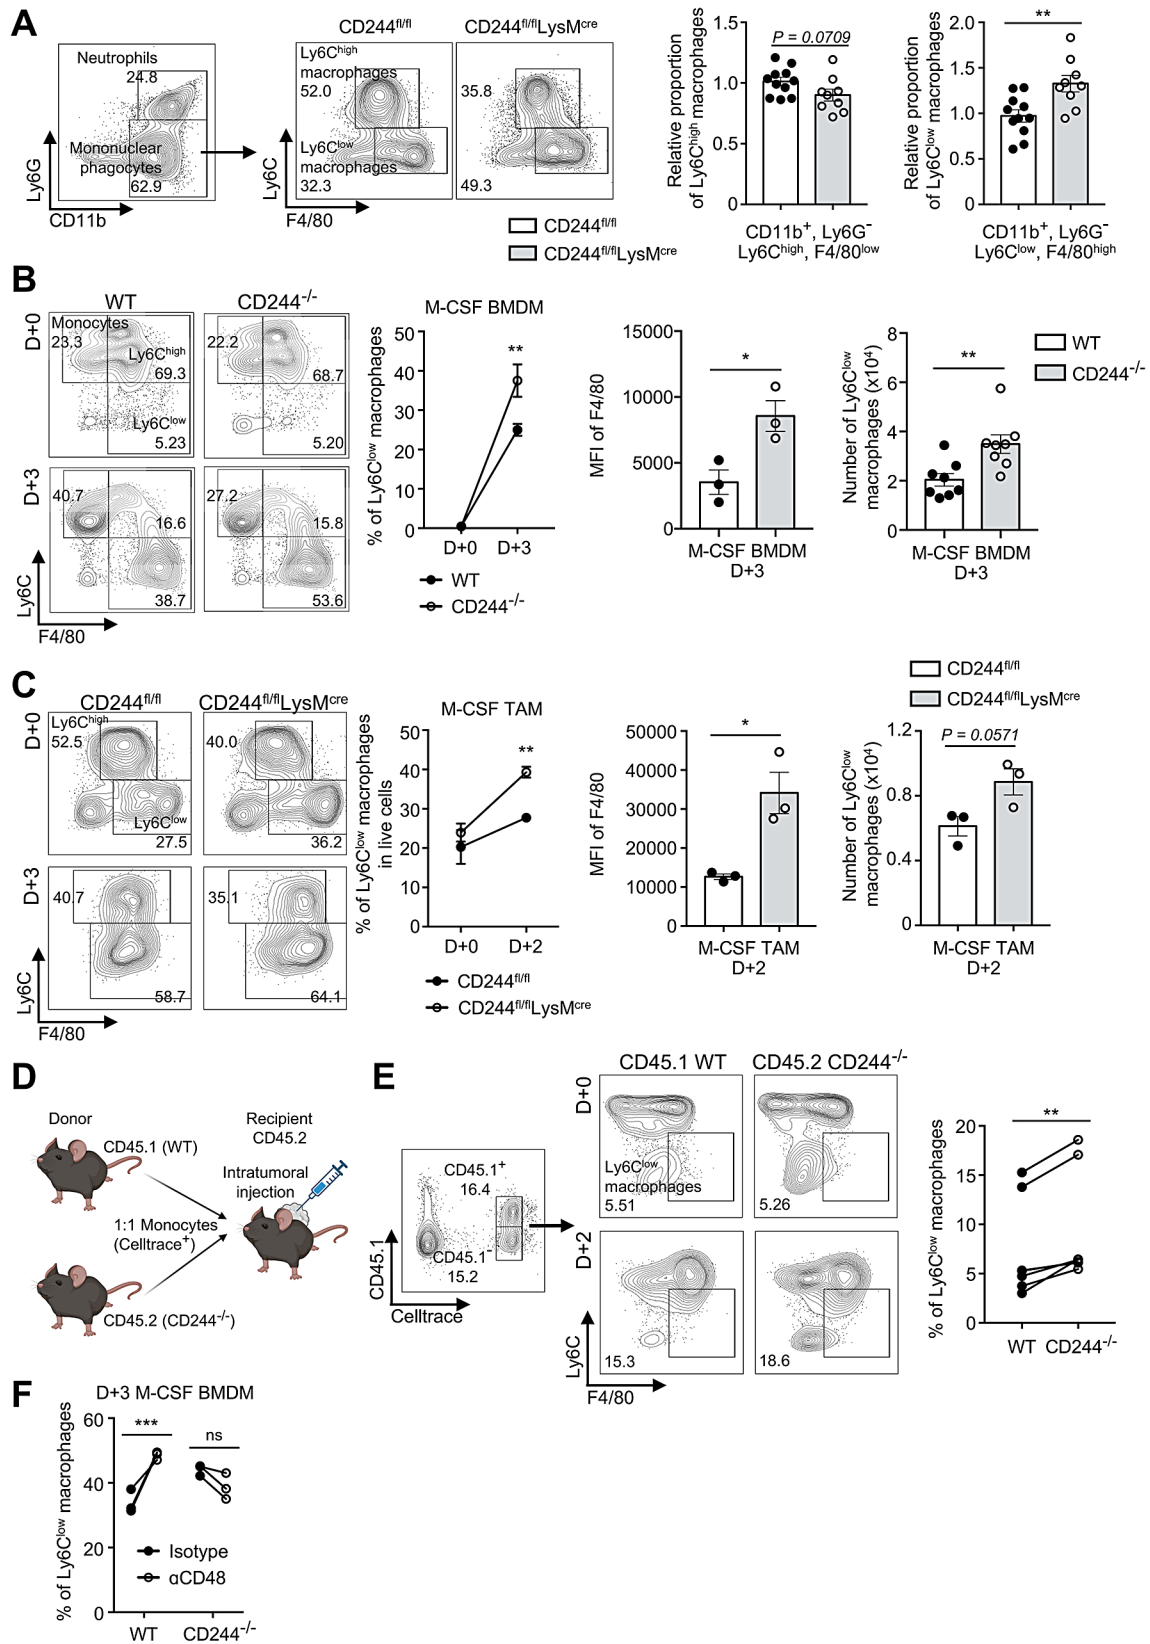 A
Neutrophils
24.8
Mononuclear
phagocytes
62.9
Ly6G
CD11b
CD244fl/fl
CD244fl/flLysMcre
Ly6Chigh
macrophages
52.0
35.8
Ly6Clow
macrophages
32.3
49.3
Ly6C
F4/80
CD244fl/fl
CD244fl/flLysMcre
Relative proportion
of Ly6Chigh macrophages
1.5
1.0
0.5
0
P = 0.0709
CD11b+, Ly6G-
Ly6Chigh, F4/80low
Relative proportion
of Ly6Clow macrophages
2.0
1.5
1.0
0.5
0
**
CD11b+, Ly6G-
Ly6Clow, F4/80high
B
WT
CD244-/-
D+0
Monocytes
23.3
Ly6Chigh
69.3
Ly6Clow
5.23
22.2
68.7
5.20
D+3
40.7
16.6
38.7
27.2
15.8
53.6
Ly6C
F4/80
M-CSF BMDM
% of Ly6Clow macrophages
50
40
30
20
10
0
**
D+0
D+3
WT
CD244-/-
MFI of F4/80
15000
10000
5000
0
*
M-CSF BMDM
D+3
Number of Ly6Clow
macrophages (x10⁴)
8
6
4
2
0
**
M-CSF BMDM
D+3
WT
CD244-/-
C
CD244fl/fl
CD244fl/flLysMcre
D+0
Ly6Chigh
52.5
Ly6Clow
27.5
40.0
36.2
D+3
40.7
58.7
35.1
64.1
Ly6C
F4/80
M-CSF TAM
% of Ly6Clow macrophages
in live cells
50
40
30
20
10
0
**
D+0
D+2
CD244fl/fl
CD244fl/flLysMcre
MFI of F4/80
50000
40000
30000
20000
10000
0
*
M-CSF TAM
D+2
CD244fl/fl
CD244fl/flLysMcre
Number of Ly6Clow
macrophages (x10⁴)
1.2
0.8
0.4
0
P = 0.0571
M-CSF TAM
D+2
D
Donor
CD45.1 (WT)
Recipient
CD45.2
Intratumoral
injection
1:1 Monocytes
(Celltrace+)
CD45.2 (CD244-/-)
E
CD45.1+
16.4
CD45.1-
15.2
CD45.1
Celltrace
CD45.1 WT
CD45.2 CD244-/-
D+0
Ly6Clow
macrophages
5.51
5.26
D+2
15.3
18.6
Ly6C
F4/80
% of Ly6Clow macrophages
20
15
10
5
0
**
WT
CD244-/-
F
D+3 M-CSF BMDM
% of Ly6Clow macrophages
60
40
20
0
***
ns
Isotype
αCD48
WT
CD244-/-